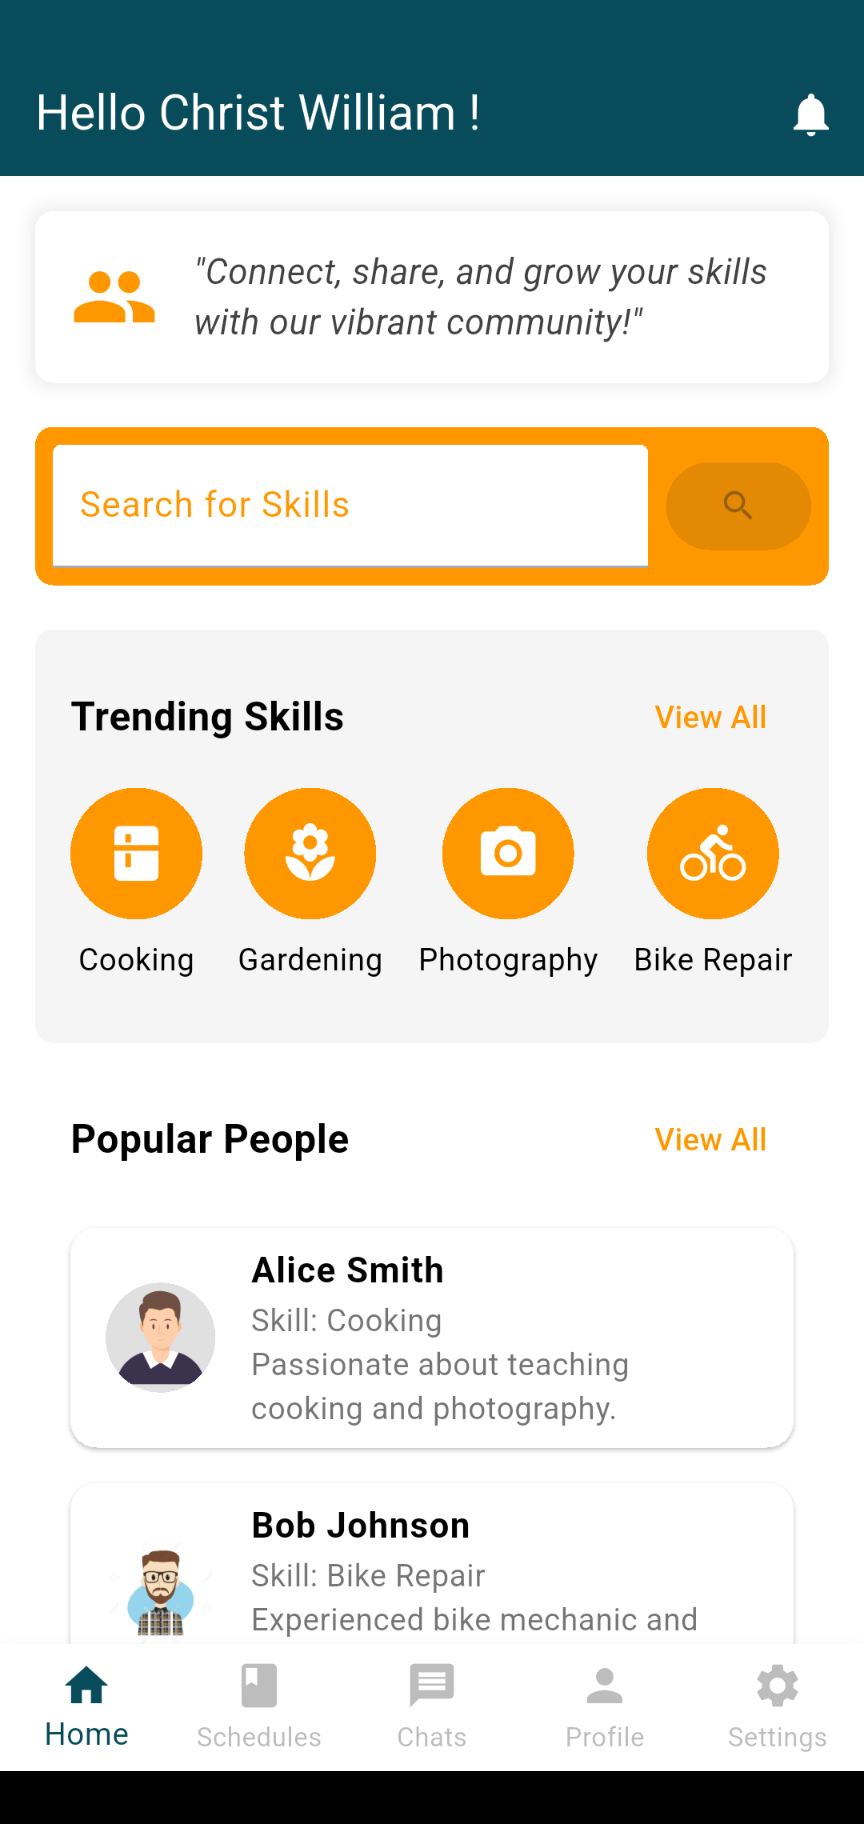 Hello Christ William !
"Connect, share, and grow your skills
with our vibrant community!"
Search for Skills
Trending Skills
View All
Cooking
Gardening
Photography
Bike Repair
Popular People
View All
Alice Smith
Skill: Cooking
Passionate about teaching
cooking and photography.
Bob Johnson
Skill: Bike Repair
Experienced bike mechanic and
Home
Schedules
Chats
Profile
Settings